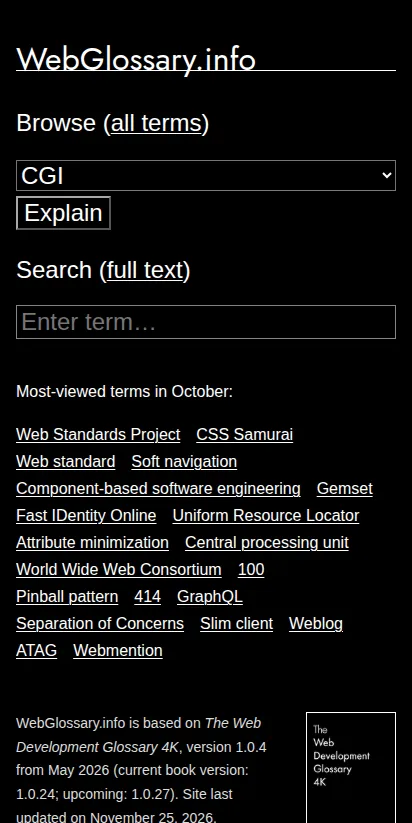 WebGlossary.info
Browse (all terms)
CGI
Explain
Search (full text)
Enter term…
Most-viewed terms in October:
Web Standards Project CSS Samurai
Web standard Soft navigation
Component-based software engineering Gemset
Fast IDentity Online Uniform Resource Locator
Attribute minimization Central processing unit
World Wide Web Consortium 100
Pinball pattern 414 GraphQL
Separation of Concerns Slim client Weblog
ATAG Webmention
WebGlossary.info is based on The Web
Development Glossary 4K, version 1.0.4
from May 2026 (current book version:
1.0.24; upcoming: 1.0.27). Site last
updated on November 25, 2026.
The
Web
Development
Glossary
4K